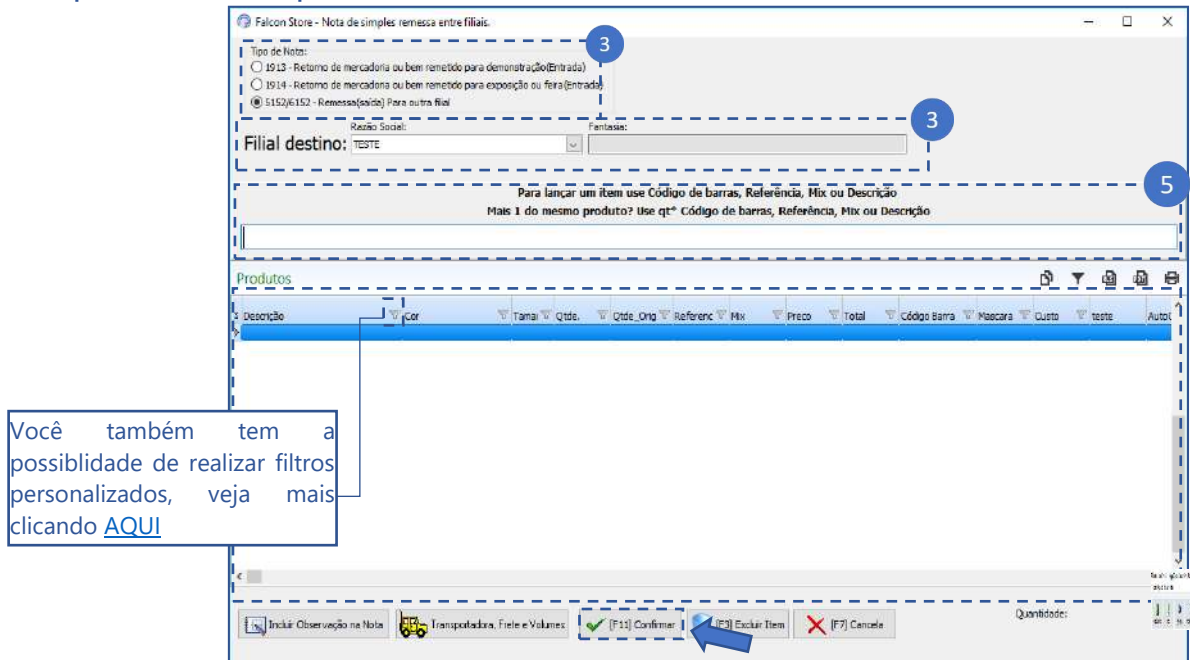 Falcon Store - Nota de simples remessa entre filiais.
Tipo de Nota:
3
1913 - Retorno de mercadoria ou bem remetido para demonstração(Entrada)
1914 - Retorno de mercadoria ou bem remetido para exposição ou feira(Entrada)
5152/6152 - Remessa(saída) Para outra filial
3
Razão Social:
Fantasia:
Filial destino: TESTE
5
Para lançar um item use Código de barras, Referência, Mix ou Descrição
Mais 1 do mesmo produto? Use qt* Código de barras, Referência, Mix ou Descrição
Produtos
Descrição Cor Tamai Qtde. Qtde_Orig Referenc Mix Preco Total Código Barra Mascara Custo teste
Você também tem a
possiblidade de realizar filtros
personalizados, veja mais
clicando AQUI
Incluir Observação na Nota Transportadora, Frete e Volumes [F11] Confirmar [F3] Excluir Item [F7] Cancela
Quantidade: